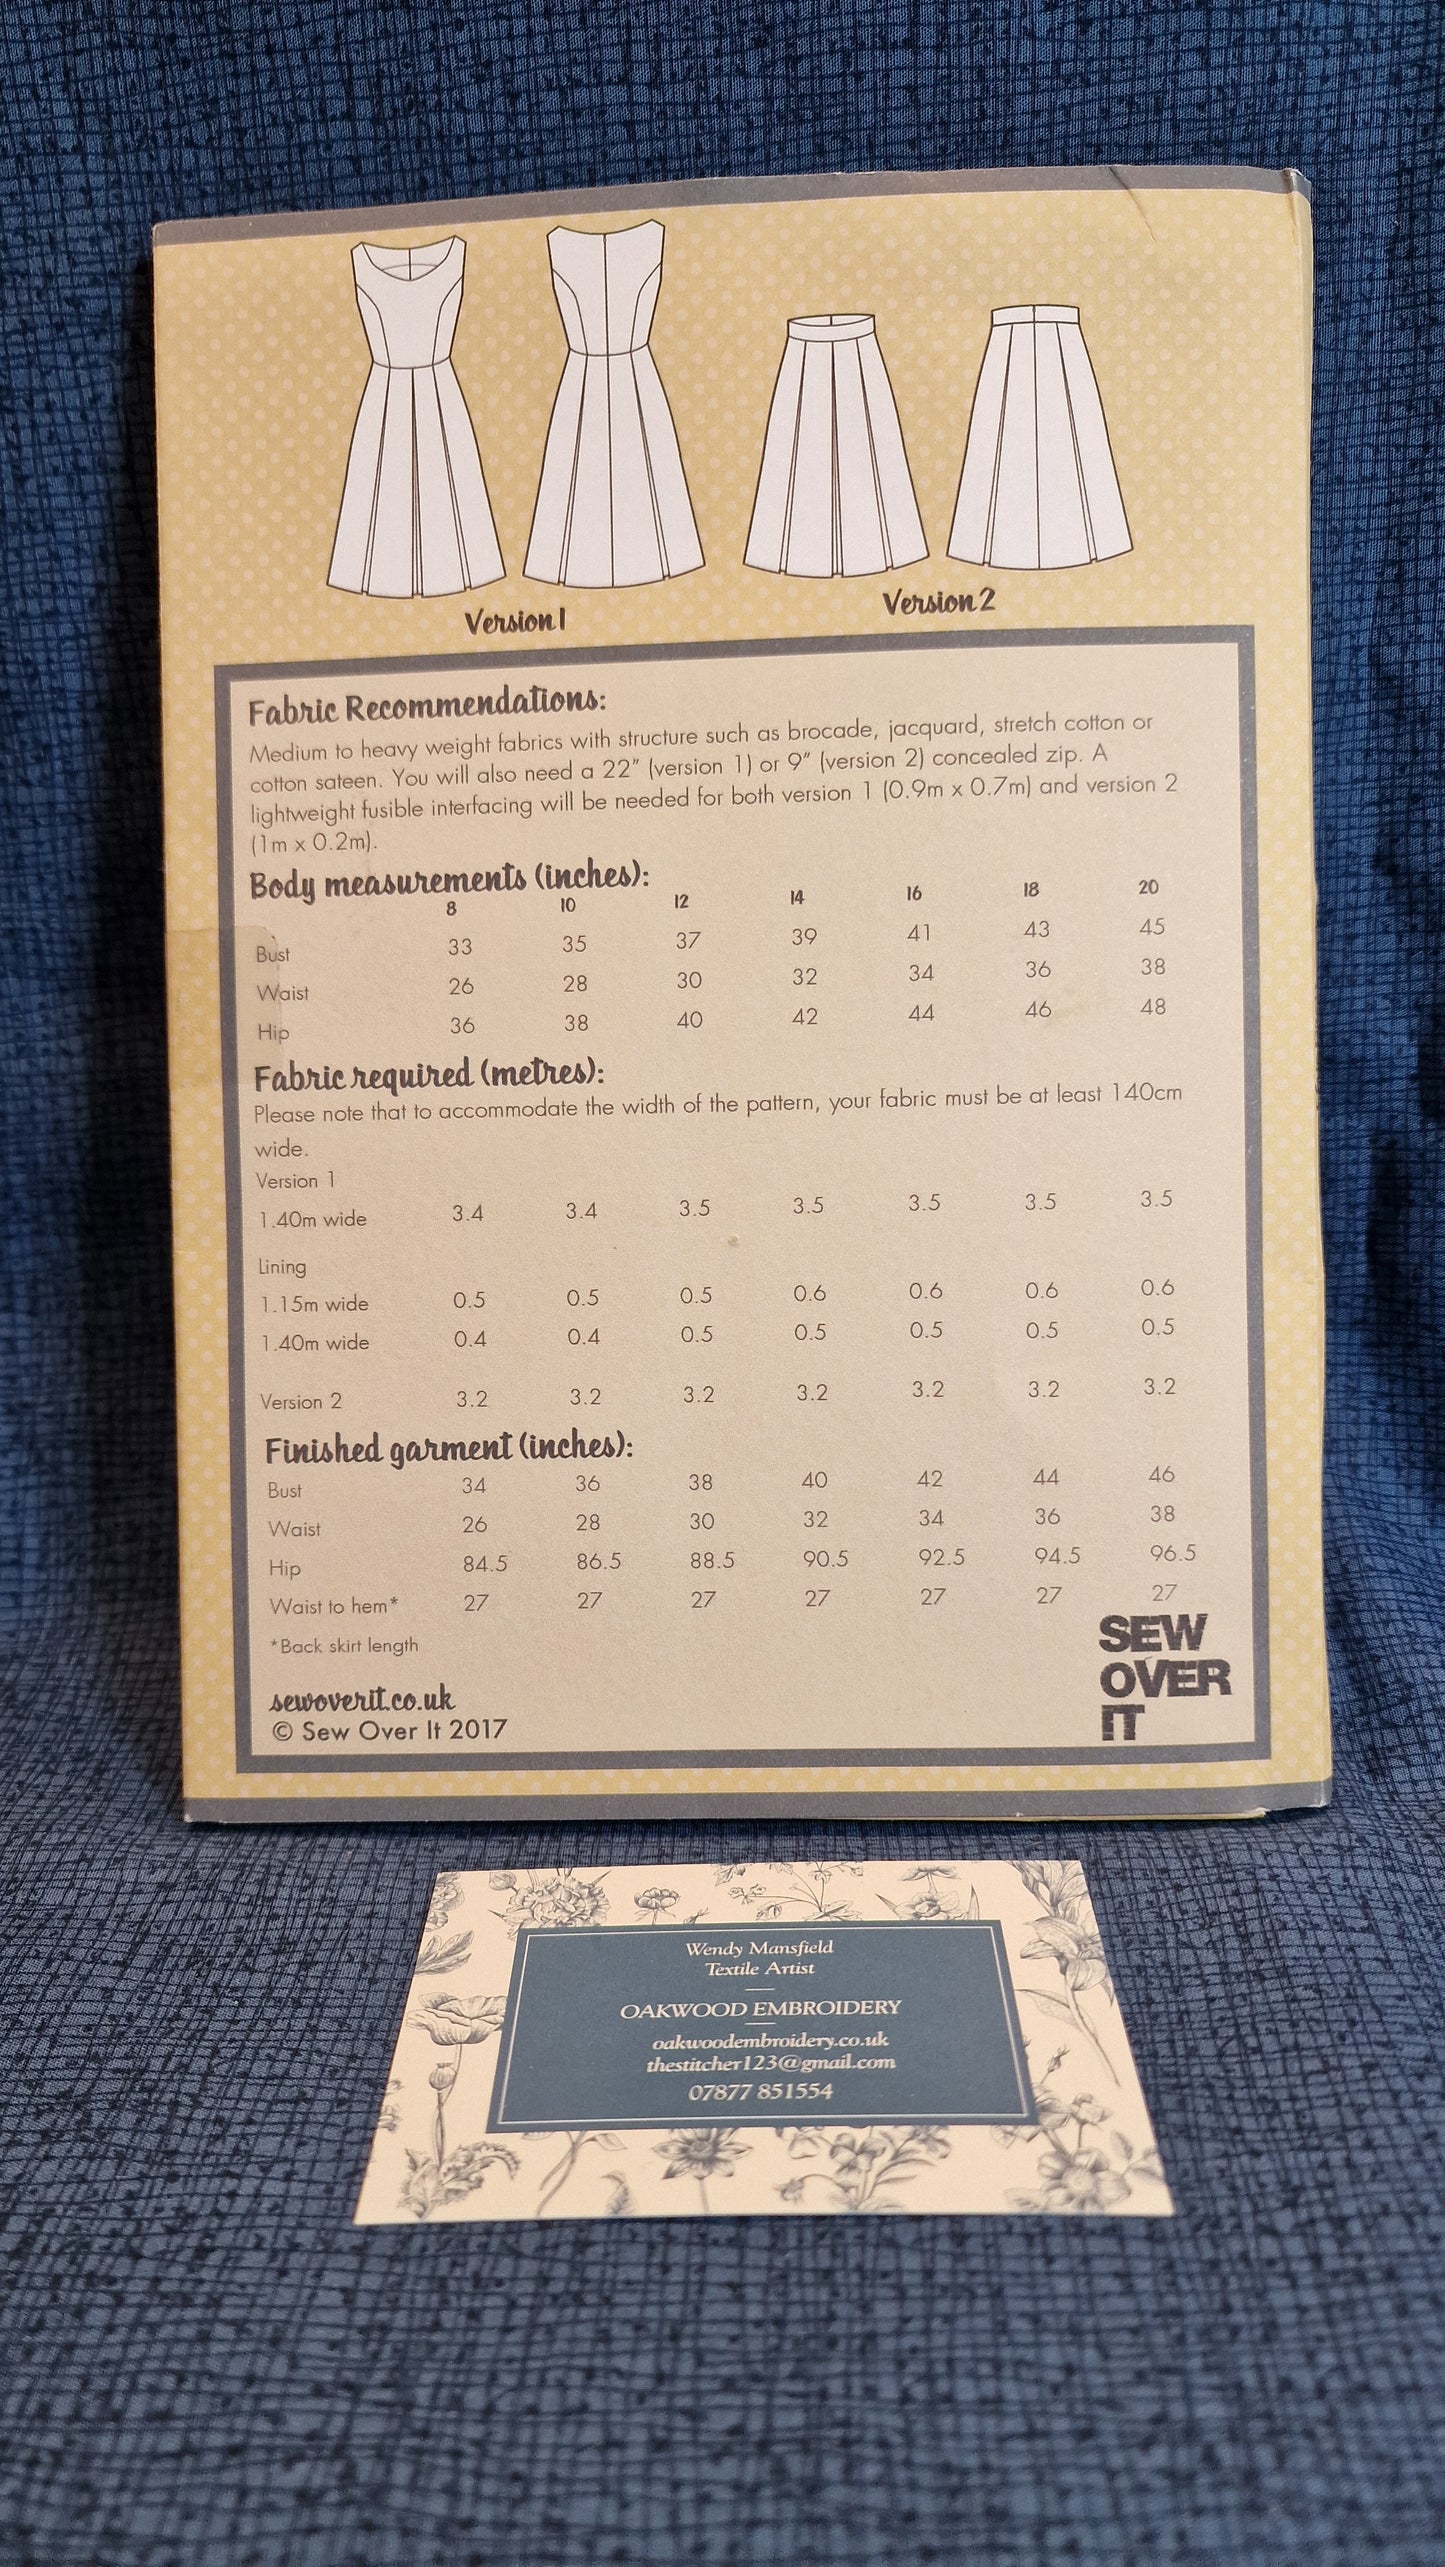 Version 1
Version 2
Fabric Recommendations:
Medium to heavy weight fabrics with structure such as brocade, jacquard, stretch cotton or
cotton sateen. You will also need a 22" (version 1) or 9" (version 2) concealed zip. A
lightweight fusible interfacing will be needed for both version 1 (0.9m x 0.7m) and version 2
(1m x 0.2m).
Body measurements (inches):
8 10 12 14 16 18 20
Bust 33 35 37 39 41 43 45
Waist 26 28 30 32 34 36 38
Hip 36 38 40 42 44 46 48
Fabric required (metres):
Please note that to accommodate the width of the pattern, your fabric must be at least 140cm
wide.
Version 1
1.40m wide 3.4 3.4 3.5 3.5 3.5 3.5 3.5
Lining
1.15m wide 0.5 0.5 0.5 0.6 0.6 0.6 0.6
1.40m wide 0.4 0.4 0.5 0.5 0.5 0.5 0.5
Version 2 3.2 3.2 3.2 3.2 3.2 3.2 3.2
Finished garment (inches):
Bust 34 36 38 40 42 44 46
Waist 26 28 30 32 34 36 38
Hip 84.5 86.5 88.5 90.5 92.5 94.5 96.5
Waist to hem* 27 27 27 27 27 27 27
*Back skirt length
sewoverit.co.uk
© Sew Over It 2017
SEW
OVER
IT
Wendy Mansfield
Textile Artist
OAKWOOD EMBROIDERY
oakwoodembroidery.co.uk
thestitcher123@gmail.com
07877 851554